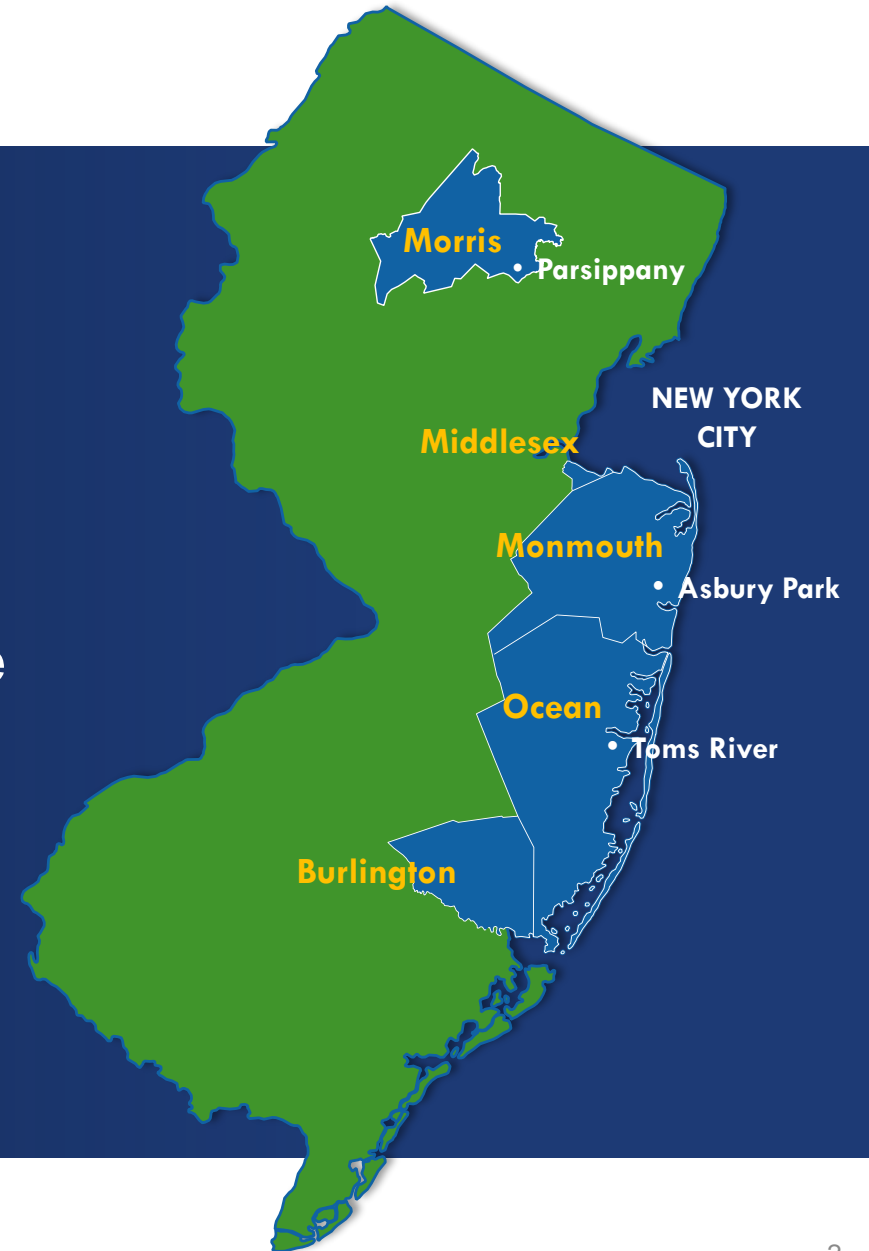 Morris
Parsippany
NEW YORK
CITY
Middlesex
Monmouth
Asbury Park
e
Ocean
Toms River
Burlington